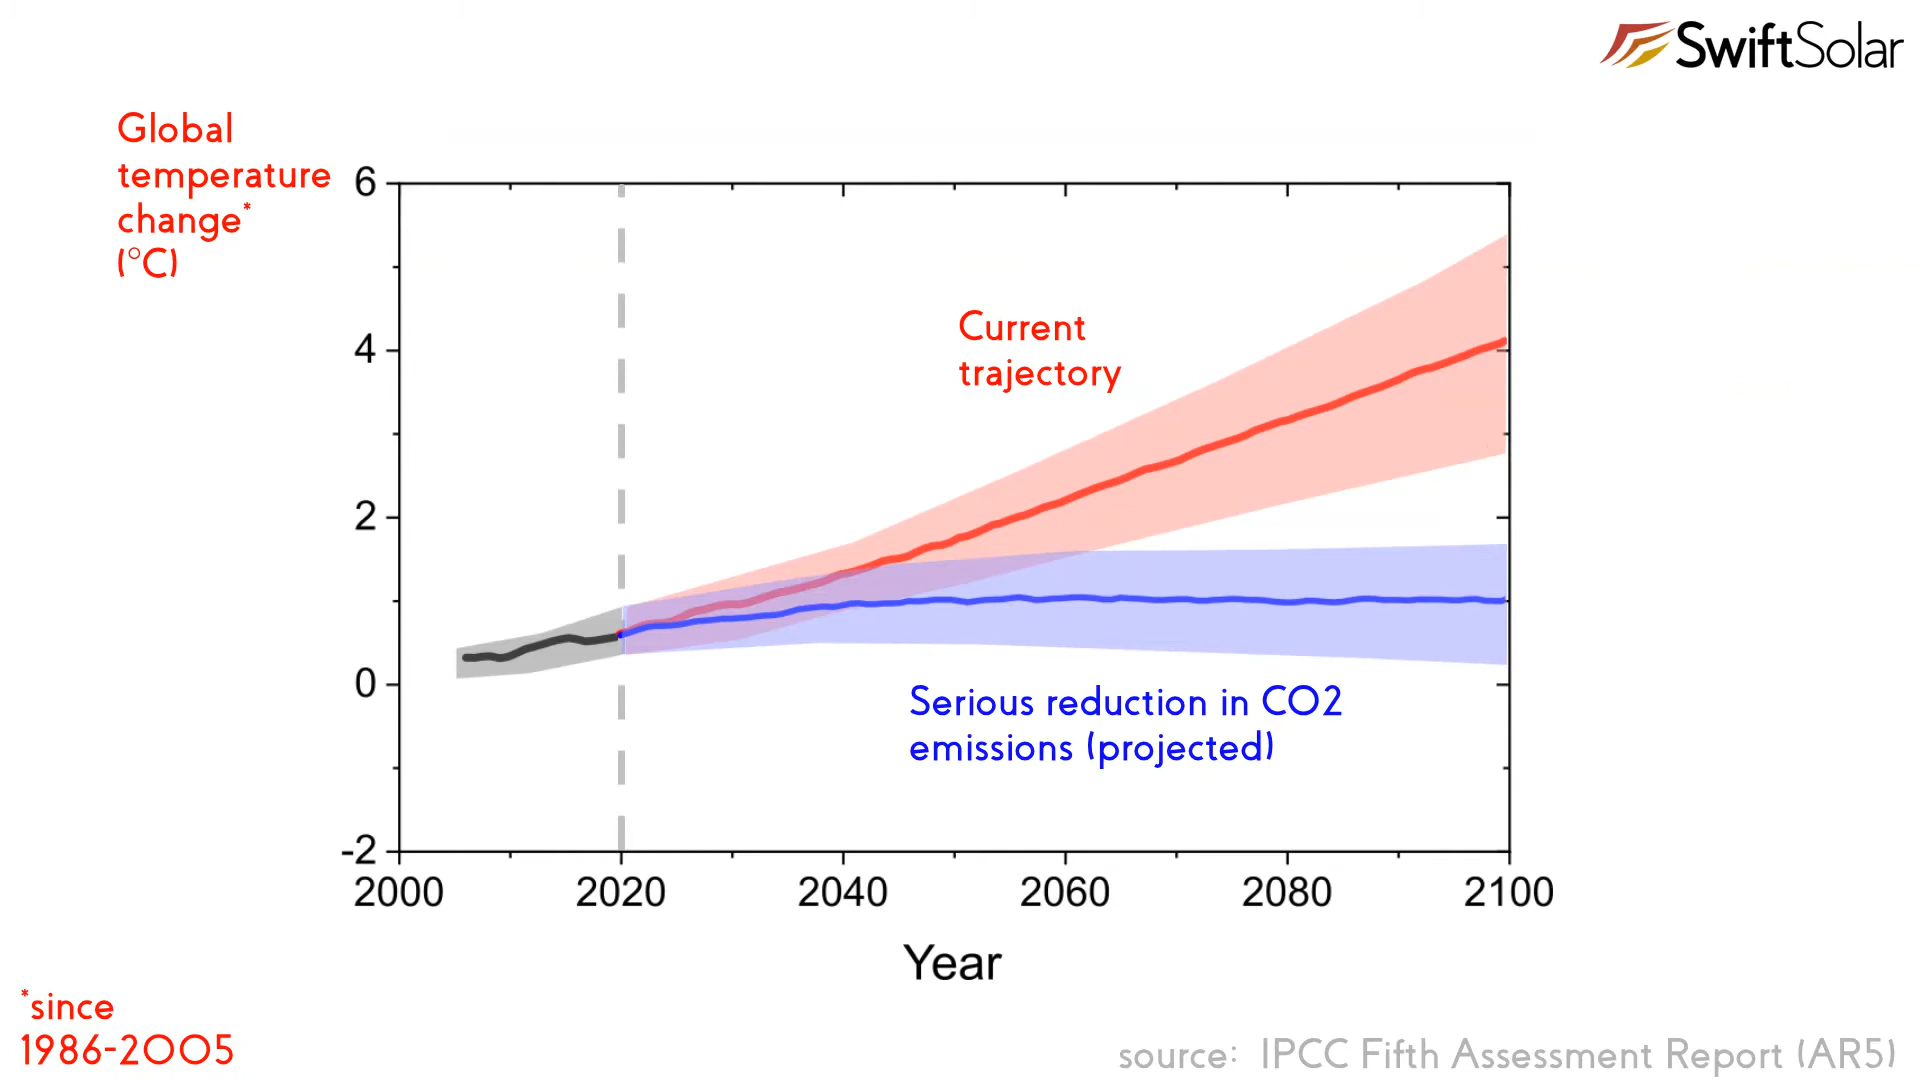 SwiftSolar
Global
temperature
change*
(°C)
6
4
2
0
-2
Current
trajectory
Serious reduction in CO2
emissions (projected)
2000 2020 2040 2060 2080 2100
Year
*since
1986-2005
source: IPCC Fifth Assessment Report (AR5)